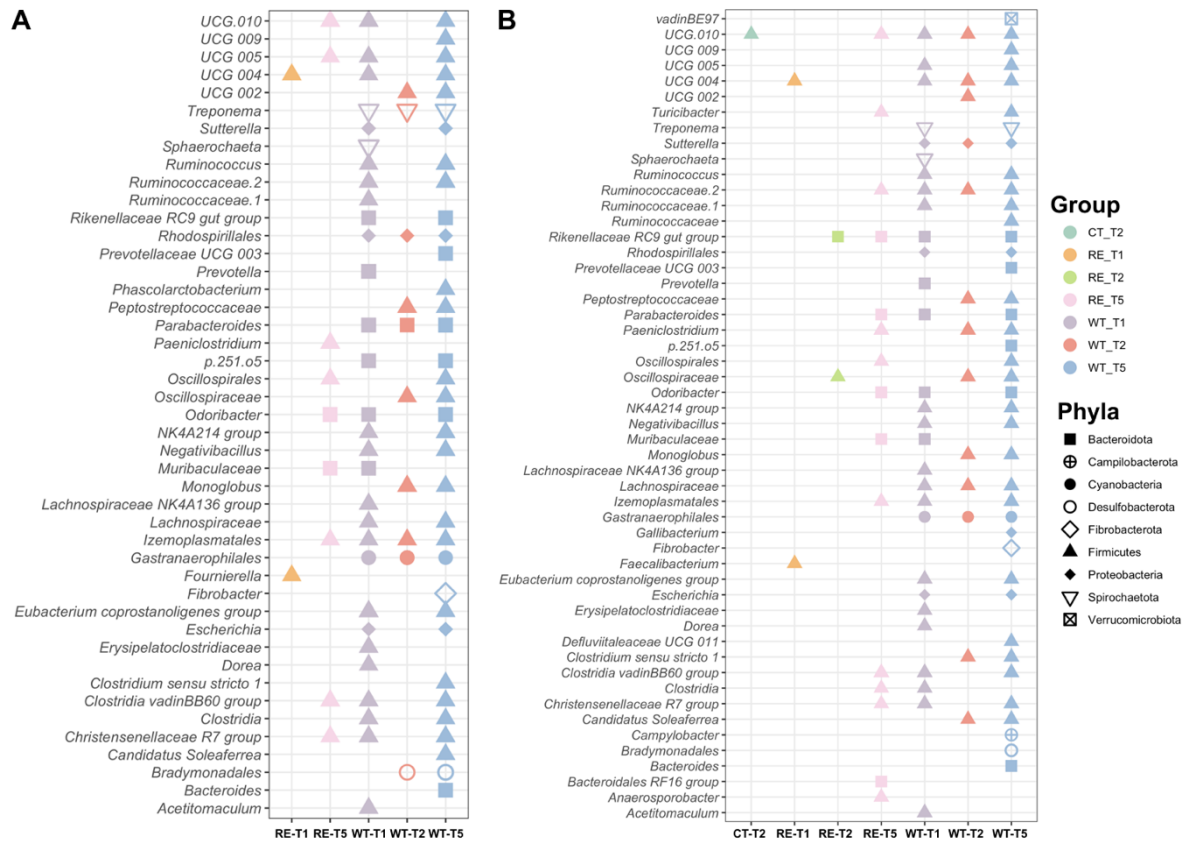 A
UCG.010
UCG 009
UCG 005
UCG 004
UCG 002
Treponema
Sutterella
Sphaerochaeta
Ruminococcus
Ruminococcaceae.2
Ruminococcaceae.1
Rikenellaceae RC9 gut group
Rhodospirillales
Prevotellaceae UCG 003
Prevotella
Phascolarctobacterium
Peptostreptococcaceae
Parabacteroides
Paeniclostridium
p.251.o5
Oscillospirales
Oscillospiraceae
Odoribacter
NK4A214 group
Negativibacillus
Muribaculaceae
Monoglobus
Lachnospiraceae NK4A136 group
Lachnospiraceae
Izemoplasmatales
Gastranaerophilales
Fournierella
Fibrobacter
Eubacterium coprostanoligenes group
Escherichia
Erysipelatoclostridiaceae
Dorea
Clostridium sensu stricto 1
Clostridia vadinBB60 group
Clostridia
Christensenellaceae R7 group
Candidatus Soleaferrea
Bradymonadales
Bacteroides
Acetitomaculum
RE-T1 RE-T5 WT-T1 WT-T2 WT-T5
B
vadinBE97
UCG.010
UCG 009
UCG 005
UCG 004
UCG 002
Turicibacter
Treponema
Sutterella
Sphaerochaeta
Ruminococcus
Ruminococcaceae.2
Ruminococcaceae.1
Ruminococcaceae
Rikenellaceae RC9 gut group
Rhodospirillales
Prevotellaceae UCG 003
Prevotella
Peptostreptococcaceae
Parabacteroides
Paeniclostridium
p.251.o5
Oscillospirales
Oscillospiraceae
Odoribacter
NK4A214 group
Negativibacillus
Muribaculaceae
Monoglobus
Lachnospiraceae NK4A136 group
Lachnospiraceae
Izemoplasmatales
Gastranaerophilales
Gallibacterium
Fibrobacter
Faecalibacterium
Eubacterium coprostanoligenes group
Escherichia
Erysipelatoclostridiaceae
Dorea
Defluviitaleaceae UCG 011
Clostridium sensu stricto 1
Clostridia vadinBB60 group
Clostridia
Christensenellaceae R7 group
Candidatus Soleaferrea
Campylobacter
Bradymonadales
Bacteroides
Bacteroidales RF16 group
Anaerosporobacter
Acetitomaculum
CT-T2 RE-T1 RE-T2 RE-T5 WT-T1 WT-T2 WT-T5
Group
CT_T2
RE_T1
RE_T2
RE_T5
WT_T1
WT_T2
WT_T5
Phyla
Bacteroidota
Campilobacterota
Cyanobacteria
Desulfobacterota
Fibrobacterota
Firmicutes
Proteobacteria
Spirochaetota
Verrucomicrobiota